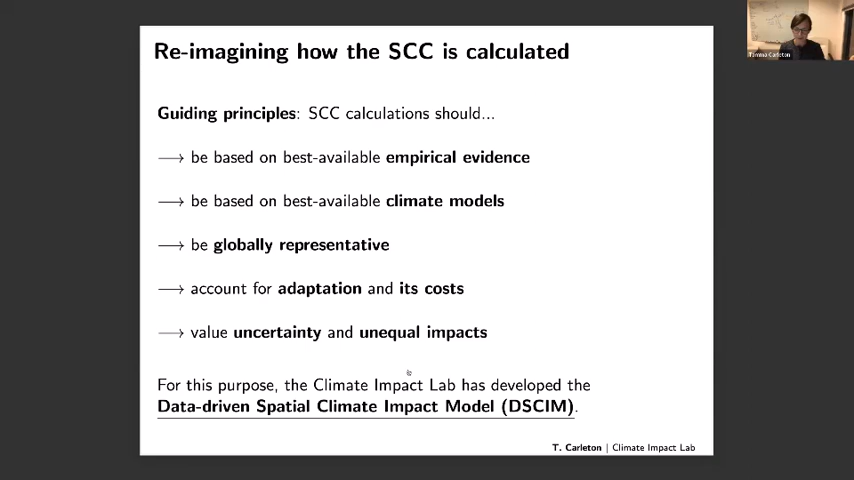 Re-imagining how the SCC is calculated
Guiding principles: SCC calculations should...
⟶ be based on best-available empirical evidence
⟶ be based on best-available climate models
⟶ be globally representative
⟶ account for adaptation and its costs
⟶ value uncertainty and unequal impacts
For this purpose, the Climate Impact Lab has developed the
Data-driven Spatial Climate Impact Model (DSCIM).
T. Carleton | Climate Impact Lab
Tamma Carleton